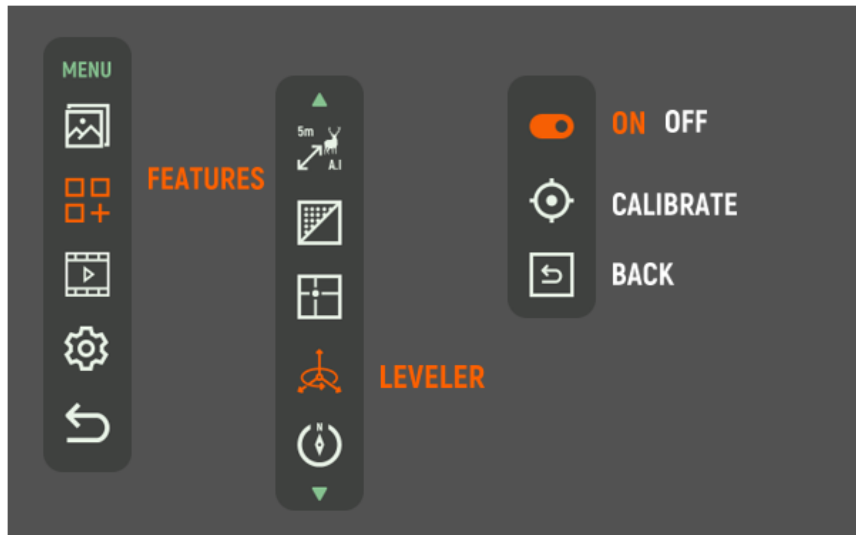 MENU
FEATURES
5m
A.I
LEVELER
N
ON OFF
CALIBRATE
BACK